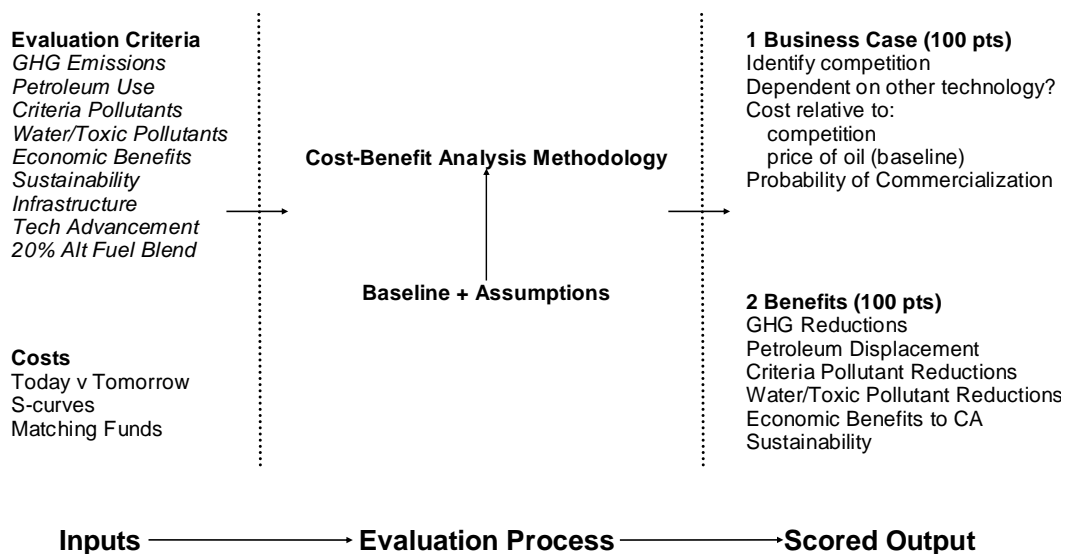 Evaluation Criteria
GHG Emissions
Petroleum Use
Criteria Pollutants
Water/Toxic Pollutants
Economic Benefits
Sustainability
Infrastructure
Tech Advancement
20% Alt Fuel Blend
Costs
Today v Tomorrow
S-curves
Matching Funds
Cost-Benefit Analysis Methodology
Baseline + Assumptions
1 Business Case (100 pts)
Identify competition
Dependent on other technology?
Cost relative to:
competition
price of oil (baseline)
Probability of Commercialization
2 Benefits (100 pts)
GHG Reductions
Petroleum Displacement
Criteria Pollutant Reductions
Water/Toxic Pollutant Reductions
Economic Benefits to CA
Sustainability
Inputs
Evaluation Process
Scored Output